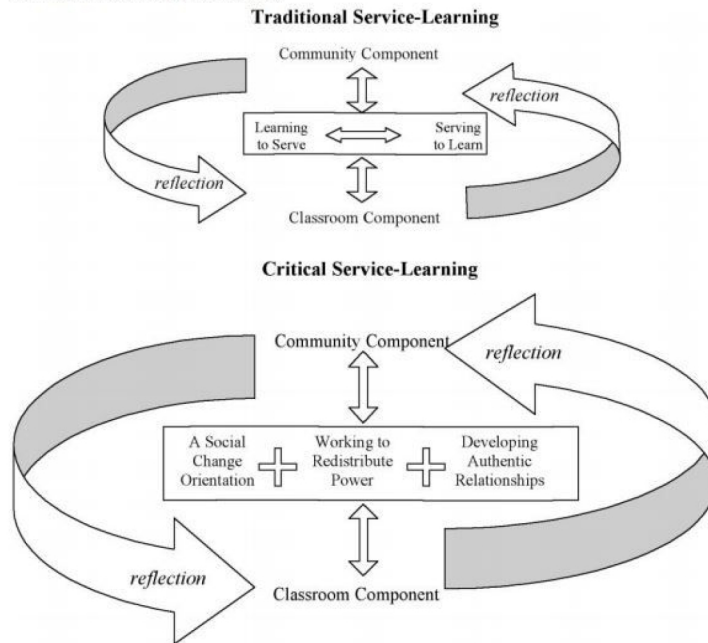 Traditional Service-Learning
Community Component
reflection
Learning
to Serve
Serving
to Learn
reflection
Classroom Component
Critical Service-Learning
Community Component
reflection
A Social
Change
Orientation
Working to
Redistribute
Power
Developing
Authentic
Relationships
reflection
Classroom Component